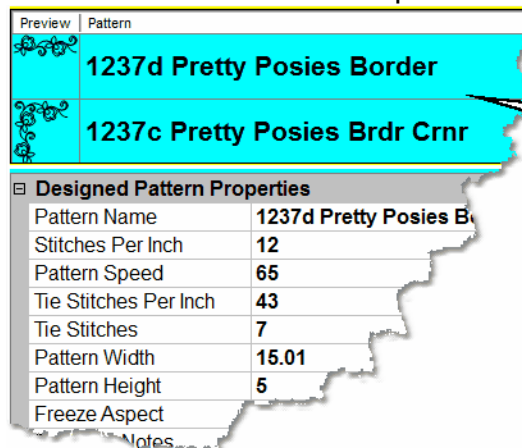 Preview Pattern
1237d Pretty Posies Border
1237c Pretty Posies Brdr Crnr
Designed Pattern Properties
Pattern Name 1237d Pretty Posies
Stitches Per Inch 12
Pattern Speed 65
Tie Stitches Per Inch 43
Tie Stitches 7
Pattern Width 15.01
Pattern Height 5
Freeze Aspect
Notes